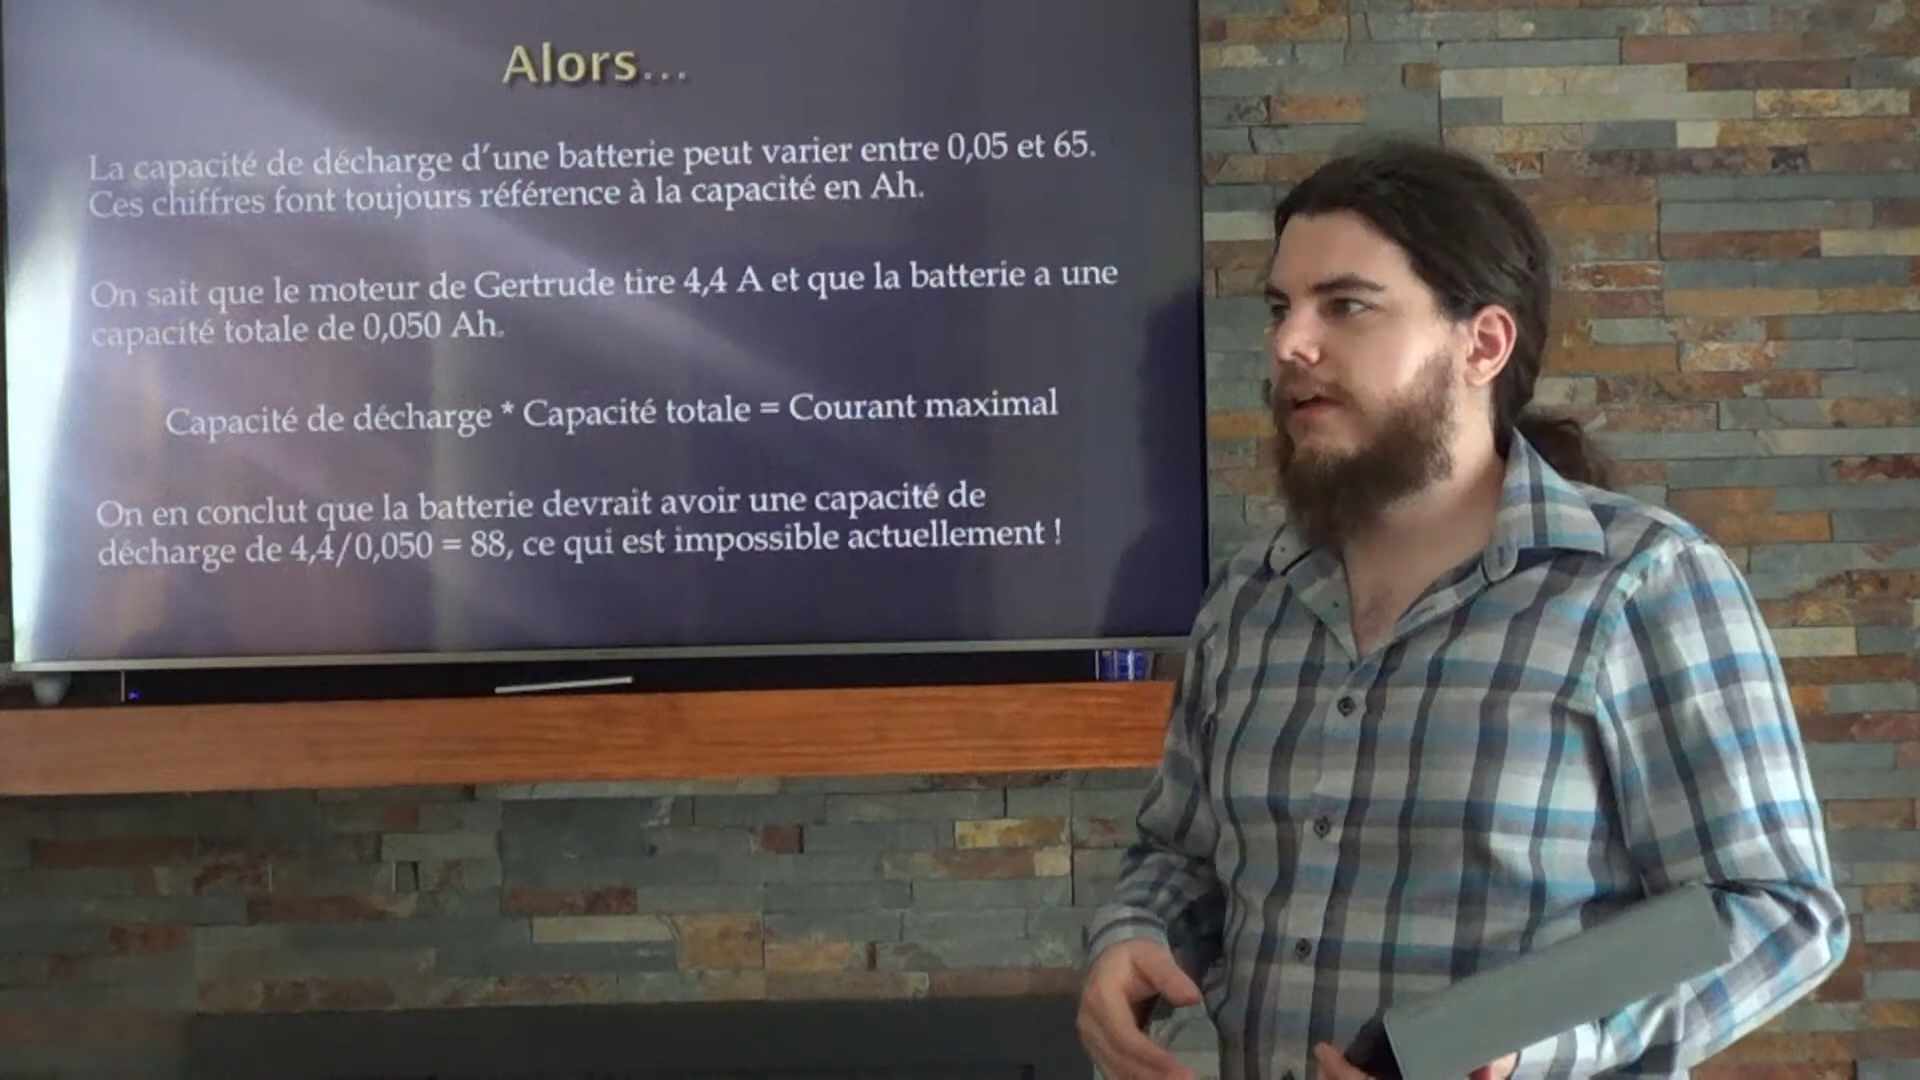 Alors...
La capacité de décharge d'une batterie peut varier entre 0,05 et 65.
Ces chiffres font toujours référence à la capacité en Ah.
On sait que le moteur de Gertrude tire 4,4 A et que la batterie a une
capacité totale de 0,050 Ah.
Capacité de décharge * Capacité totale = Courant maximal
On en conclut que la batterie devrait avoir une capacité de
décharge de 4,4/0,050 = 88, ce qui est impossible actuellement !